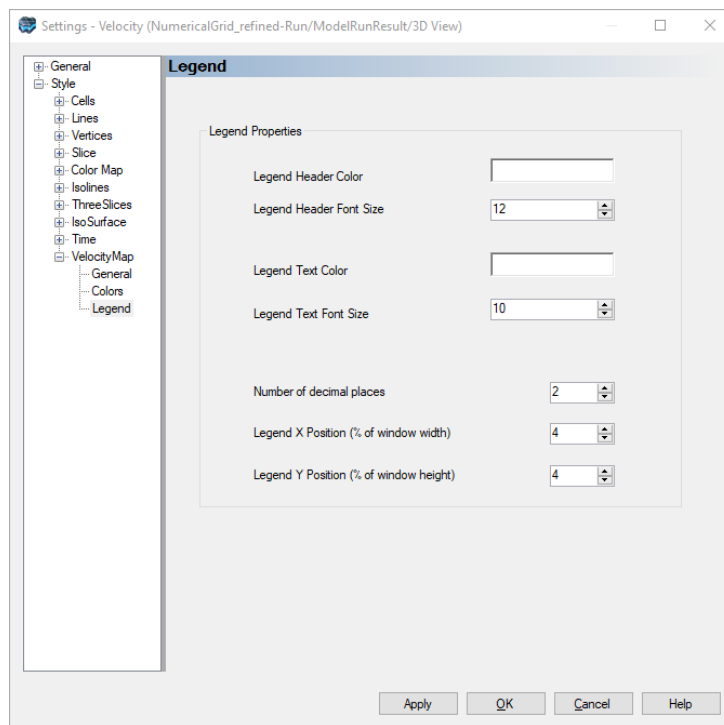 Settings - Velocity (NumericalGrid_refined-Run/ModelRunResult/3D View)
General
Style
Cells
Lines
Vertices
Slice
Color Map
Isolines
ThreeSlices
IsoSurface
Time
VelocityMap
General
Colors
Legend
Legend
Legend Properties
Legend Header Color
Legend Header Font Size 12
Legend Text Color
Legend Text Font Size 10
Number of decimal places 2
Legend X Position (% of window width) 4
Legend Y Position (% of window height) 4
Apply OK Cancel Help